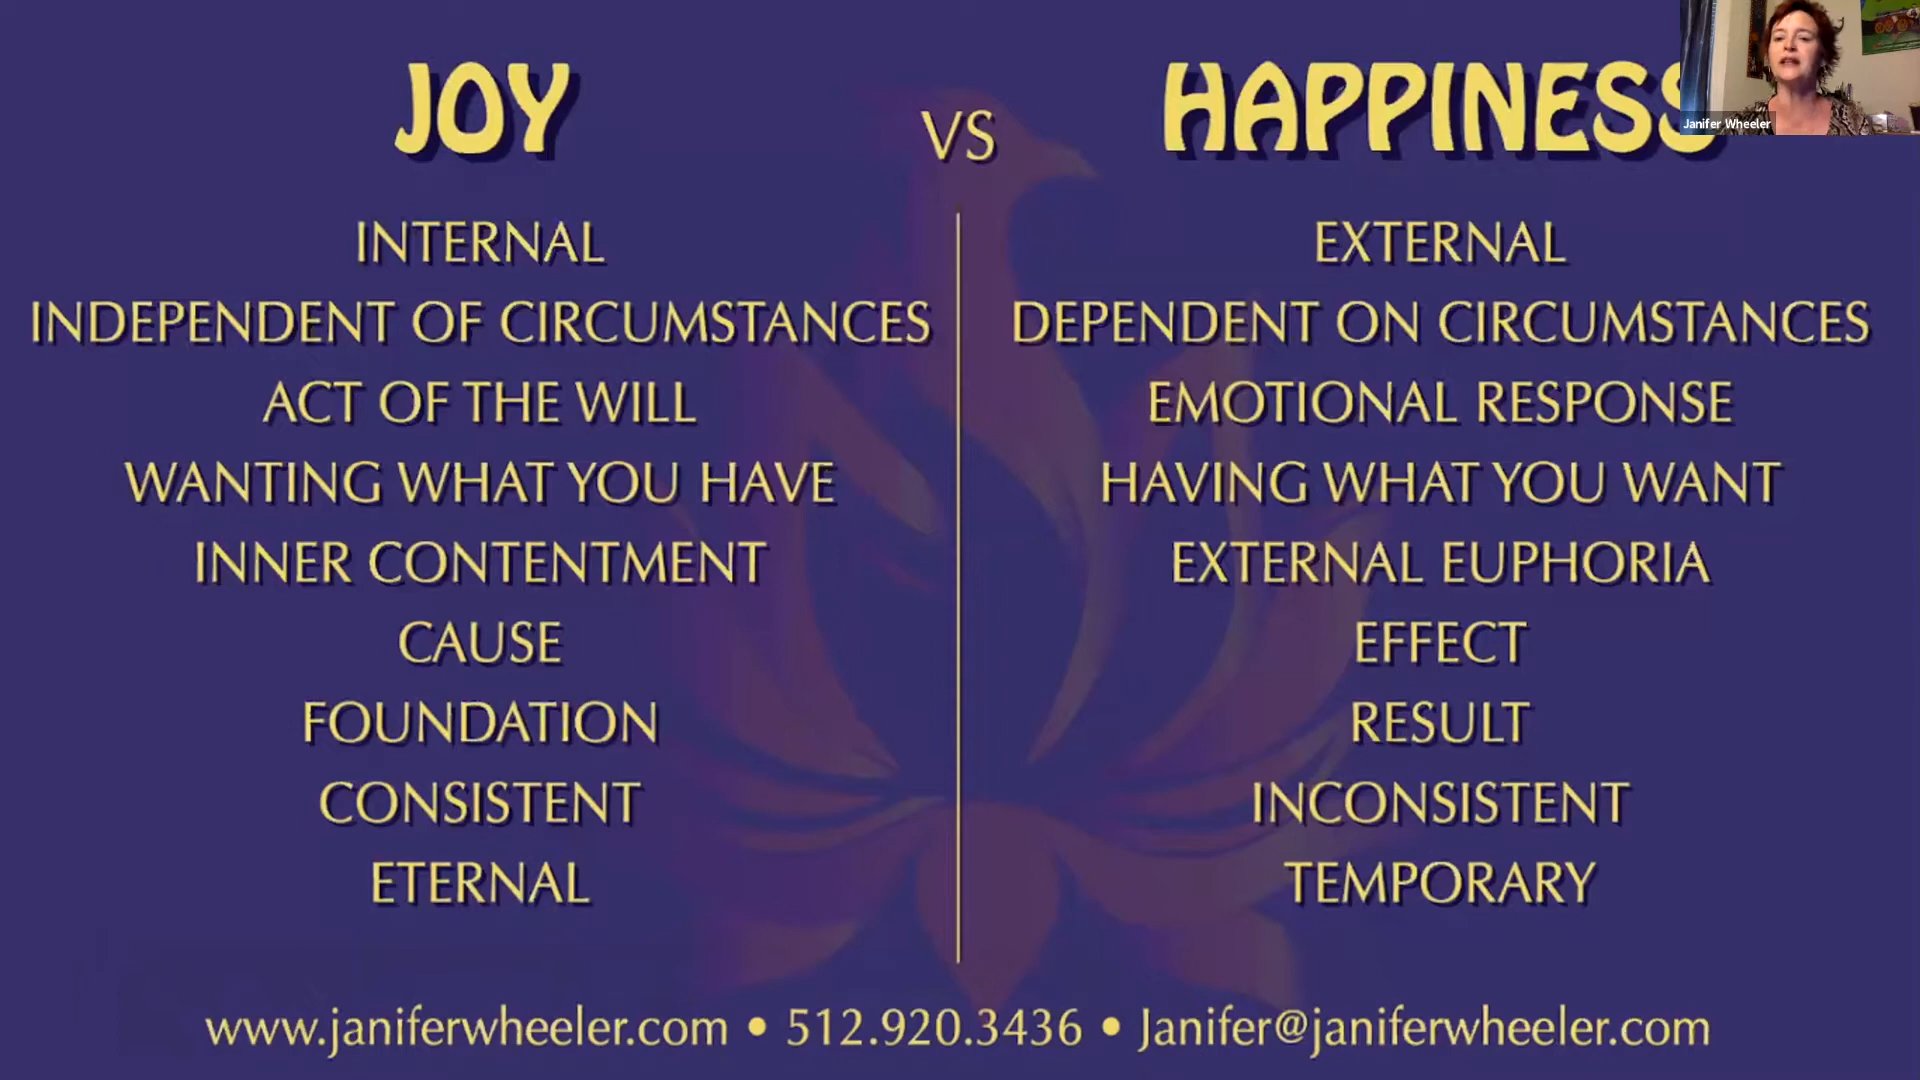 JOY VS HAPPINESS
Janifer Wheeler
INTERNAL EXTERNAL
INDEPENDENT OF CIRCUMSTANCES DEPENDENT ON CIRCUMSTANCES
ACT OF THE WILL EMOTIONAL RESPONSE
WANTING WHAT YOU HAVE HAVING WHAT YOU WANT
INNER CONTENTMENT EXTERNAL EUPHORIA
CAUSE EFFECT
FOUNDATION RESULT
CONSISTENT INCONSISTENT
ETERNAL TEMPORARY
www.janiferwheeler.com • 512.920.3436 • Janifer@janiferwheeler.com